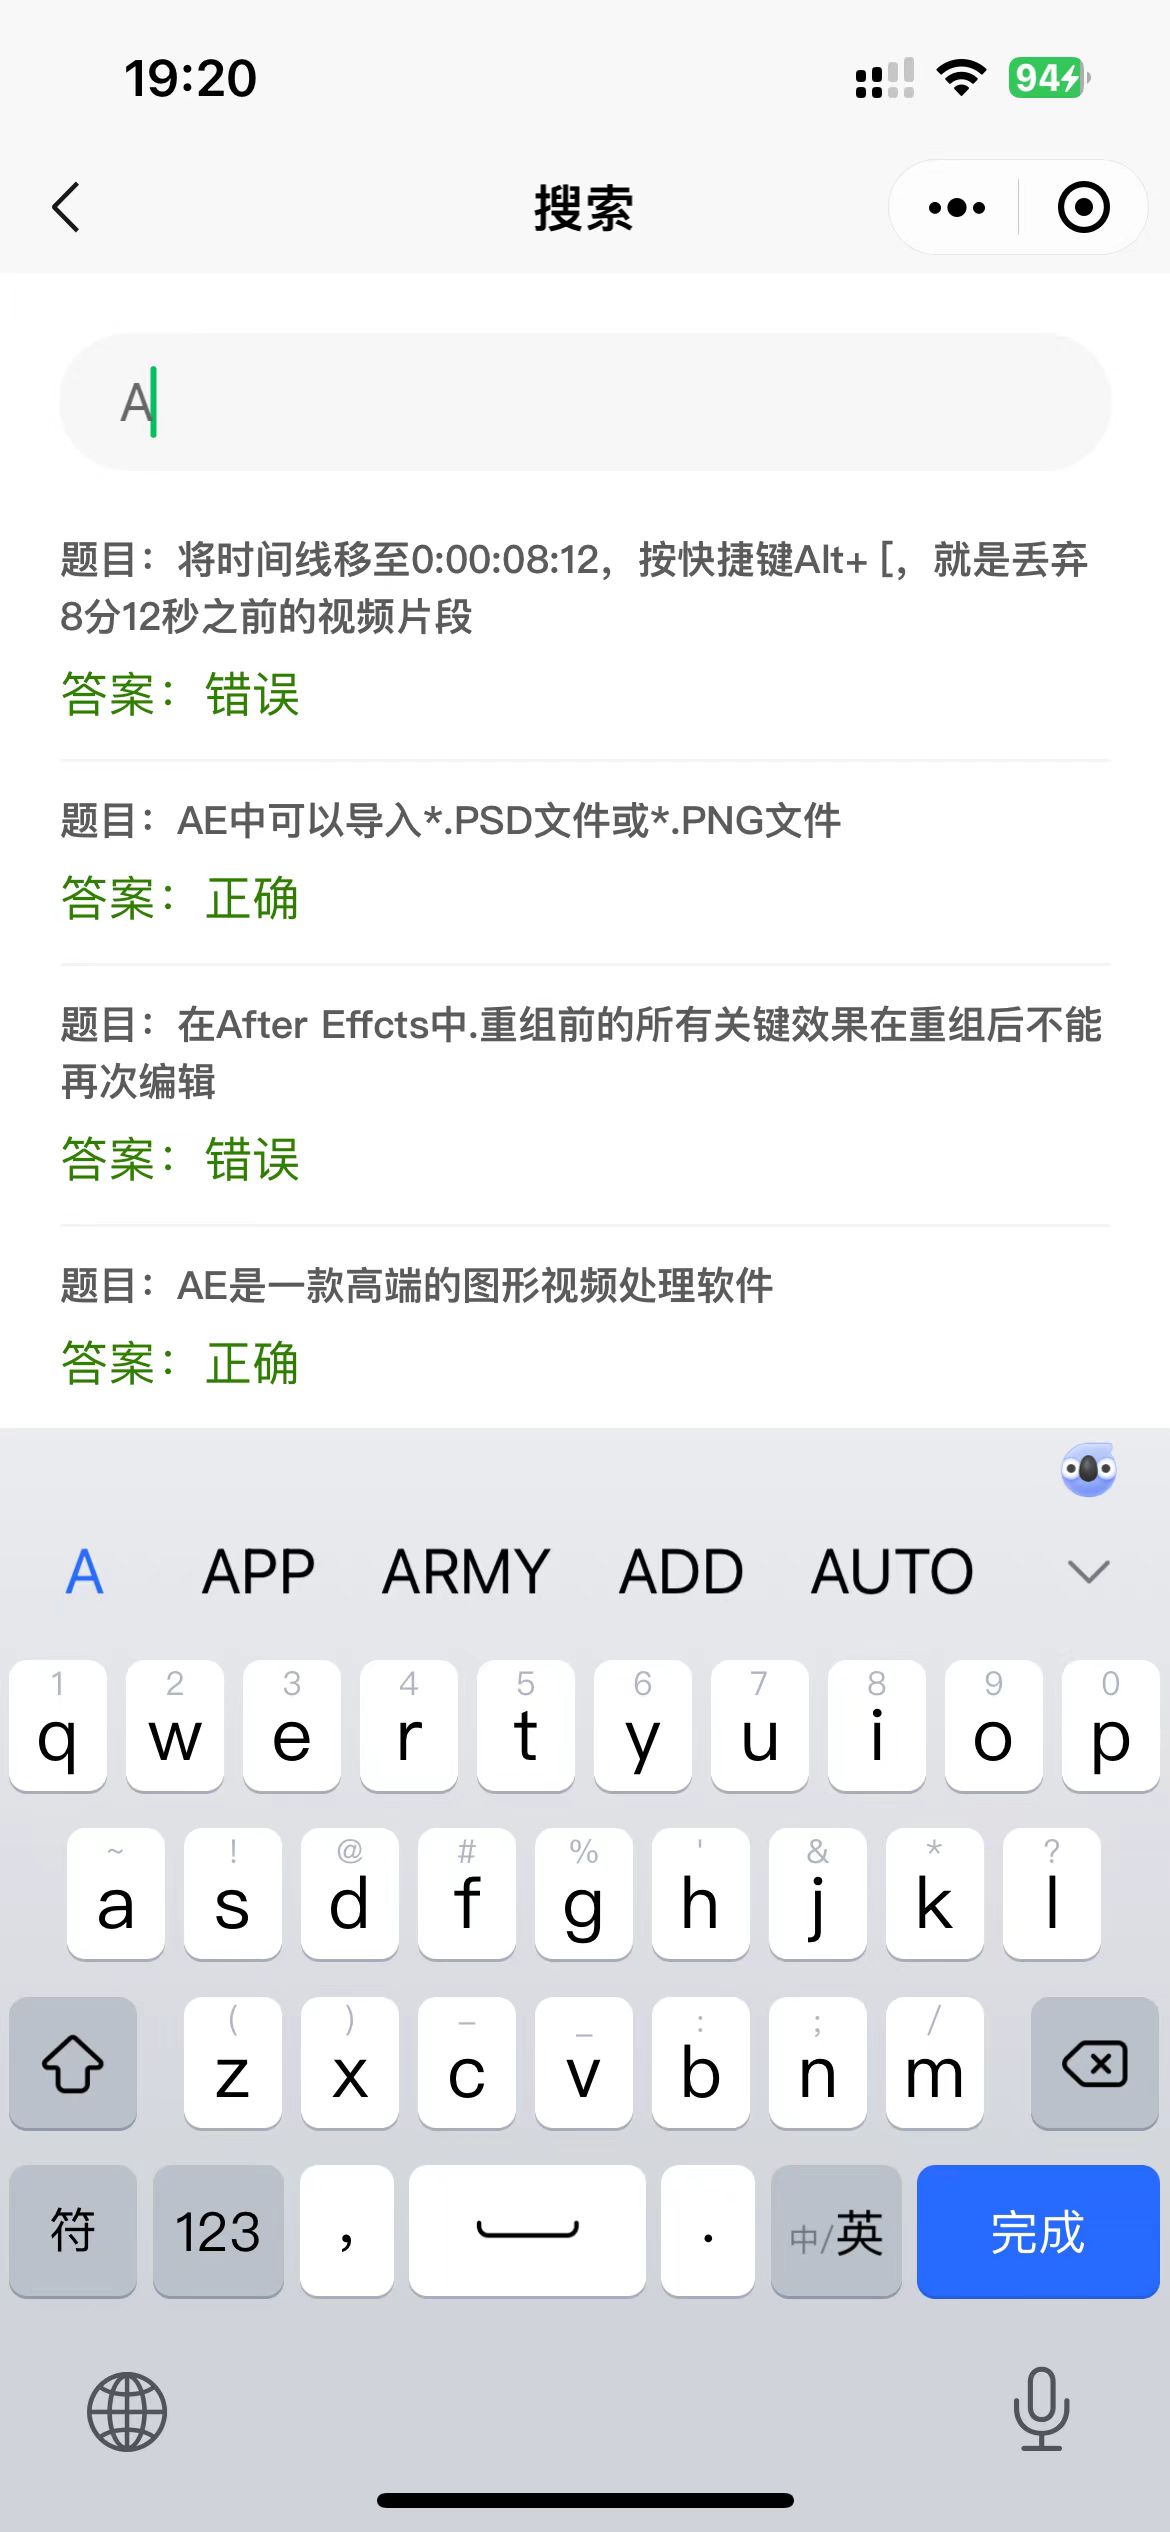 19:20
94
搜索
A
题目：将时间线移至0:00:08:12，按快捷键Alt+ [，就是丢弃
8分12秒之前的视频片段
答案：错误
题目：AE中可以导入*.PSD文件或*.PNG文件
答案：正确
题目：在After Effcts中.重组前的所有关键效果在重组后不能
再次编辑
答案：错误
题目：AE是一款高端的图形视频处理软件
答案：正确
A APP ARMY ADD AUTO
1 2 3 4 5 6 7 8 9 0
q w e r t y u i o p
~ ! @ # % ' & * ?
a s d f g h j k l
( ) – _ : ; /
z x c v b n m
符 123 ， . 中/英 完成